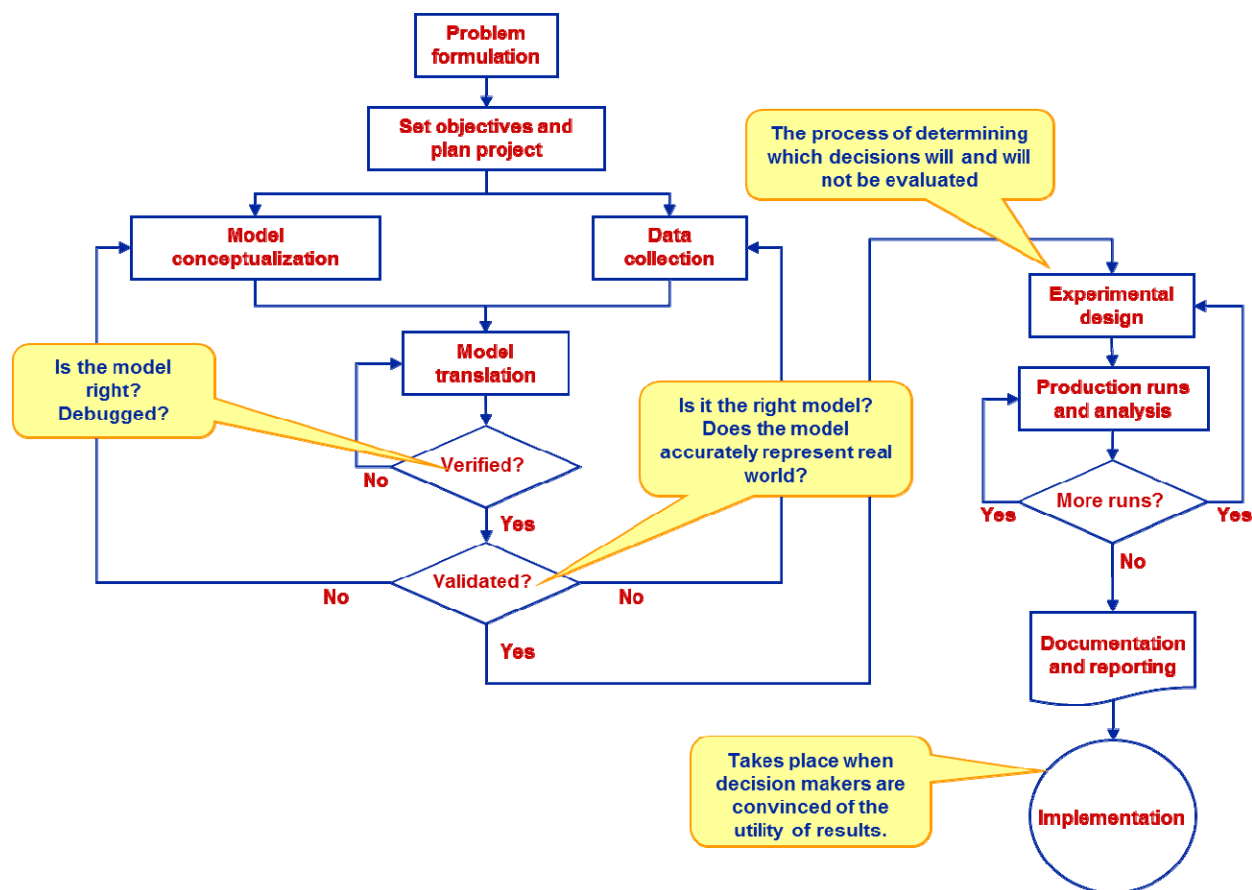 Problem
formulation
Set objectives and
plan project
The process of determining
which decisions will and will
not be evaluated
Model
conceptualization
Data
collection
Experimental
design
Is the model
right?
Debugged?
Model
translation
Is it the right model?
Does the model
accurately represent real
world?
Production runs
and analysis
Verified?
No
Yes
More runs?
Yes
Yes
No
Validated?
No
No
Yes
Documentation
and reporting
Takes place when
decision makers are
convinced of the
utility of results.
Implementation